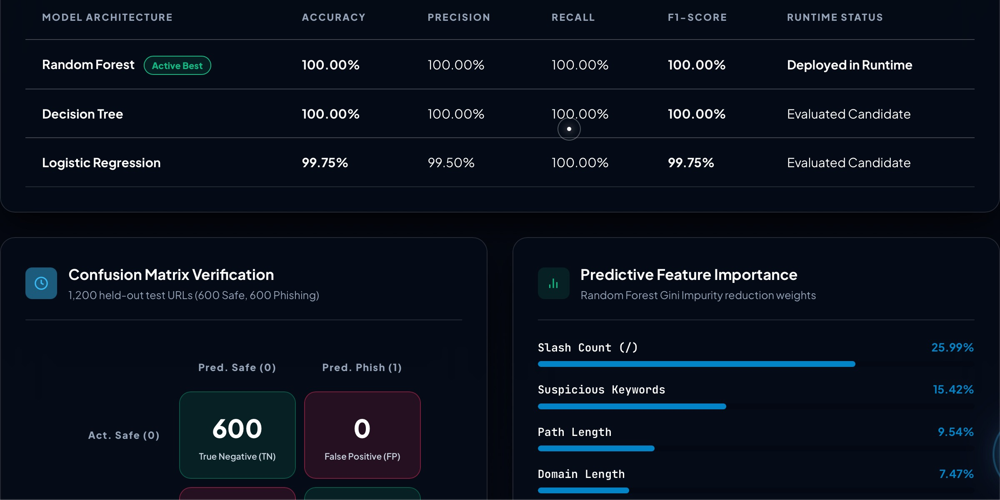 MODEL ARCHITECTURE ACCURACY PRECISION RECALL F1-SCORE RUNTIME STATUS
Random Forest Active Best 100.00% 100.00% 100.00% 100.00% Deployed in Runtime
Decision Tree 100.00% 100.00% 100.00% 100.00% Evaluated Candidate
Logistic Regression 99.75% 99.50% 100.00% 99.75% Evaluated Candidate
Confusion Matrix Verification
1,200 held-out test URLs (600 Safe, 600 Phishing)
Pred. Safe (0) Pred. Phish (1)
Act. Safe (0)
600
True Negative (TN)
0
False Positive (FP)
Predictive Feature Importance
Random Forest Gini Impurity reduction weights
Slash Count (/) 25.99%
Suspicious Keywords 15.42%
Path Length 9.54%
Domain Length 7.47%